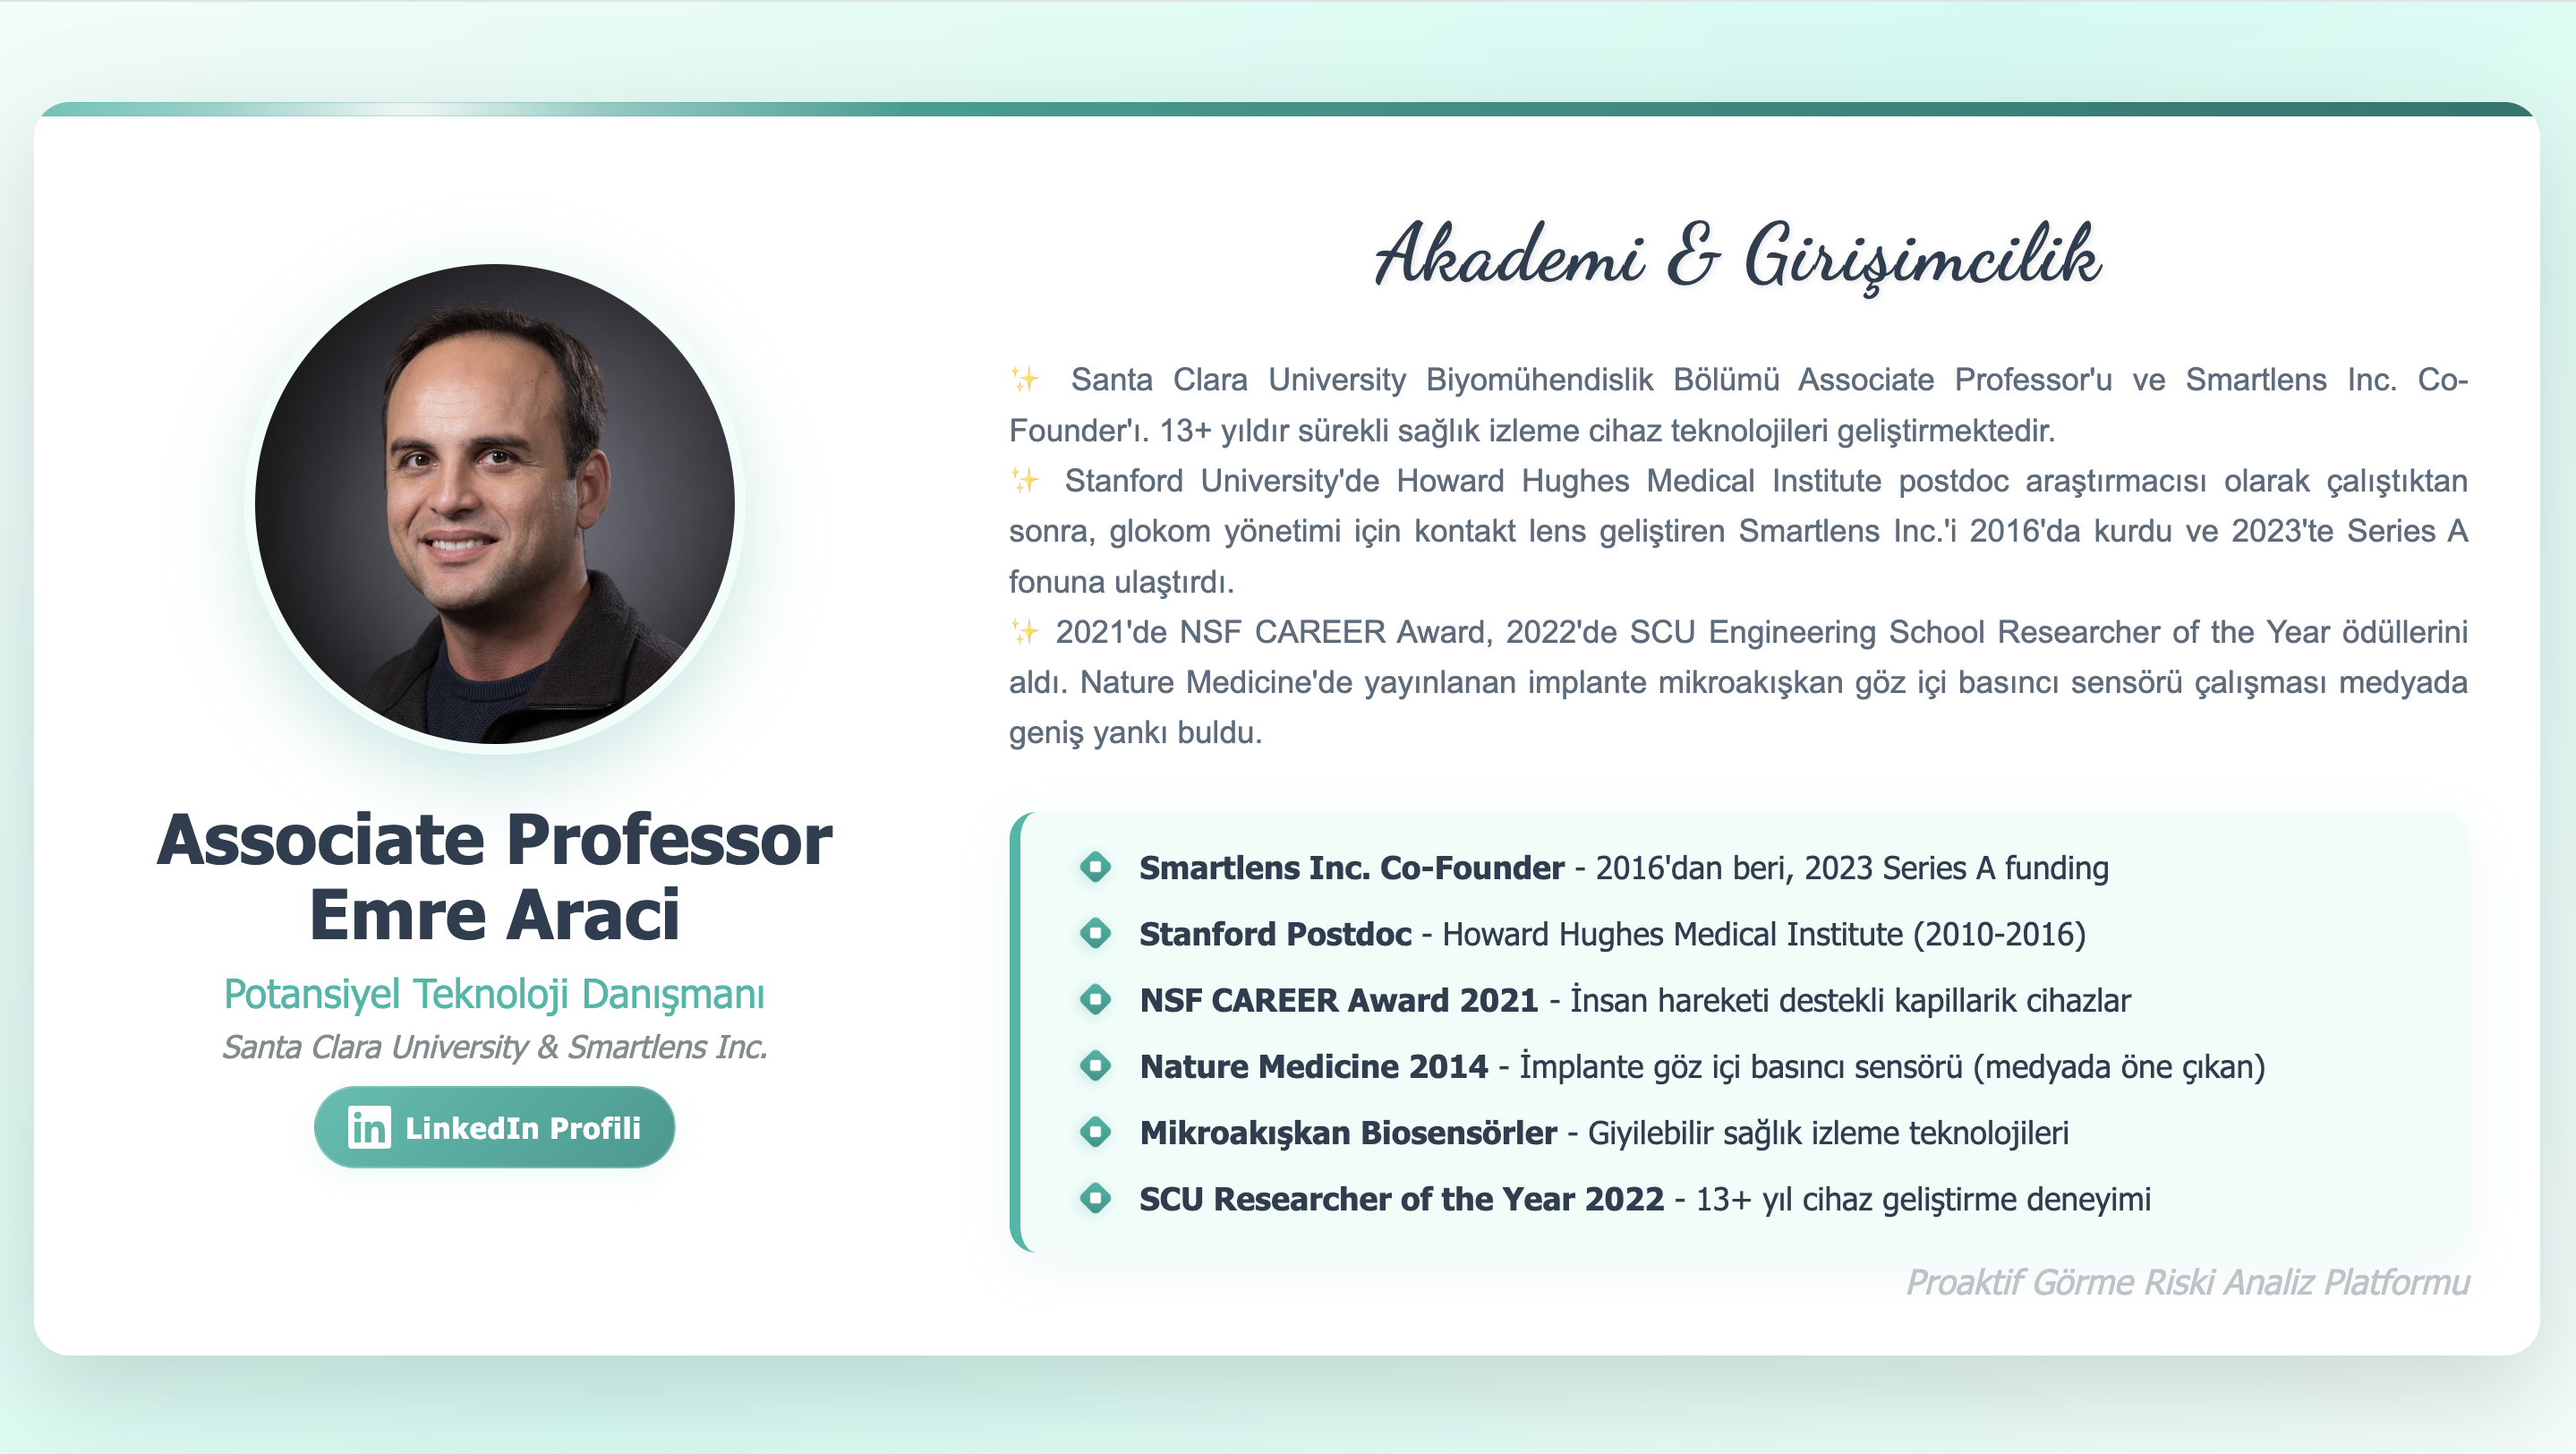 Associate Professor
Emre Araci
Potansiyel Teknoloji Danışmanı
Santa Clara University & Smartlens Inc.
in LinkedIn Profili
Akademi & Girişimcilik
✨ Santa Clara University Biyomühendislik Bölümü Associate Professor'u ve Smartlens Inc. Co-
Founder'ı. 13+ yıldır sürekli sağlık izleme cihaz teknolojileri geliştirmektedir.
✨ Stanford University'de Howard Hughes Medical Institute postdoc araştırmacısı olarak çalıştıktan
sonra, glokom yönetimi için kontakt lens geliştiren Smartlens Inc.'i 2016'da kurdu ve 2023'te Series A
fonuna ulaştırdı.
✨ 2021'de NSF CAREER Award, 2022'de SCU Engineering School Researcher of the Year ödüllerini
aldı. Nature Medicine'de yayınlanan implante mikroakışkan göz içi basıncı sensörü çalışması medyada
geniş yankı buldu.
Smartlens Inc. Co-Founder - 2016'dan beri, 2023 Series A funding
Stanford Postdoc - Howard Hughes Medical Institute (2010-2016)
NSF CAREER Award 2021 - İnsan hareketi destekli kapillarik cihazlar
Nature Medicine 2014 - İmplante göz içi basıncı sensörü (medyada öne çıkan)
Mikroakışkan Biosensörler - Giyilebilir sağlık izleme teknolojileri
SCU Researcher of the Year 2022 - 13+ yıl cihaz geliştirme deneyimi
Proaktif Görme Riski Analiz Platformu